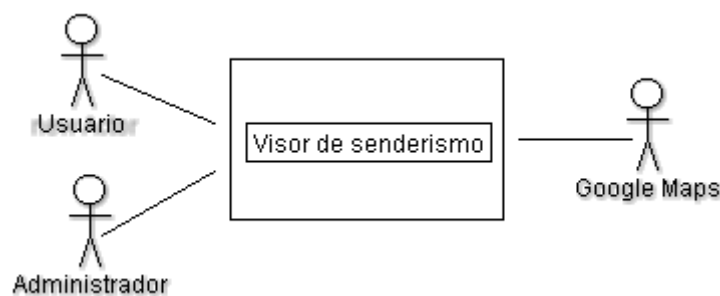 Usuario
Visor de senderismo
Google Maps
Administrador